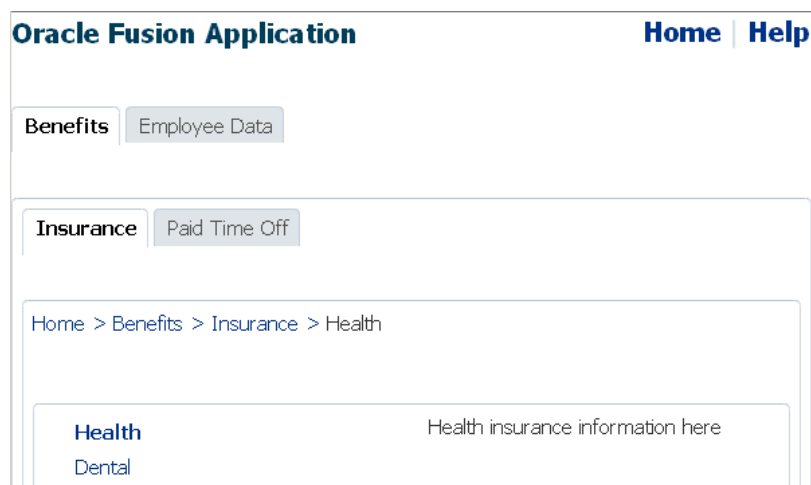 Oracle Fusion Application Home | Help
Benefits Employee Data
Insurance Paid Time Off
Home > Benefits > Insurance > Health
Health Health insurance information here
Dental